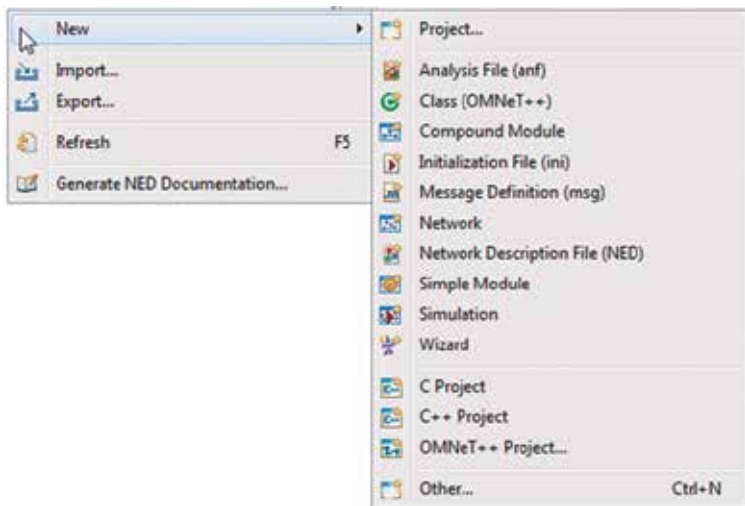 New
Import...
Export...
Refresh F5
Generate NED Documentation...
Project...
Analysis File (anf)
Class (OMNeT++)
Compound Module
Initialization File (ini)
Message Definition (msg)
Network
Network Description File (NED)
Simple Module
Simulation
Wizard
C Project
C++ Project
OMNeT++ Project...
Other... Ctrl+N